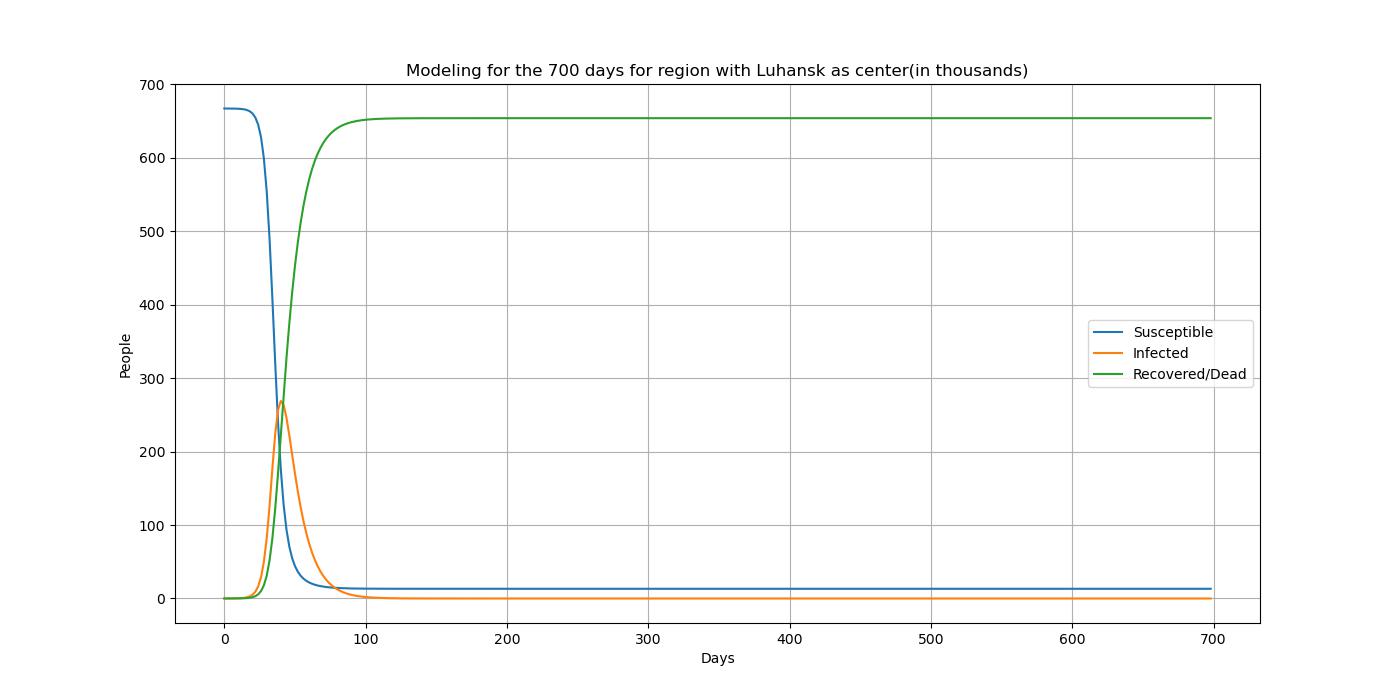 Modeling for the 700 days for region with Luhansk as center(in thousands)
700
600
500
400
300
200
100
0
People
Susceptible
Infected
Recovered/Dead
0 100 200 300 400 500 600 700
Days